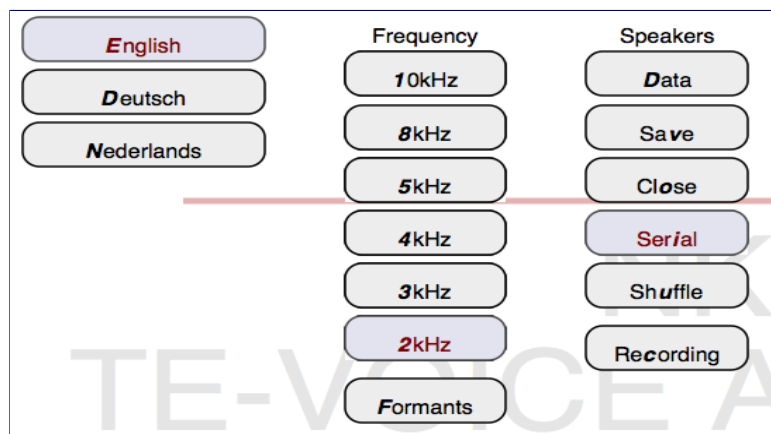 English
Deutsch
Nederlands
Frequency
10kHz
8kHz
5kHz
4kHz
3kHz
2kHz
Formants
Speakers
Data
Save
Close
Serial
Shuffle
Recording
NK
TE-VOICE A